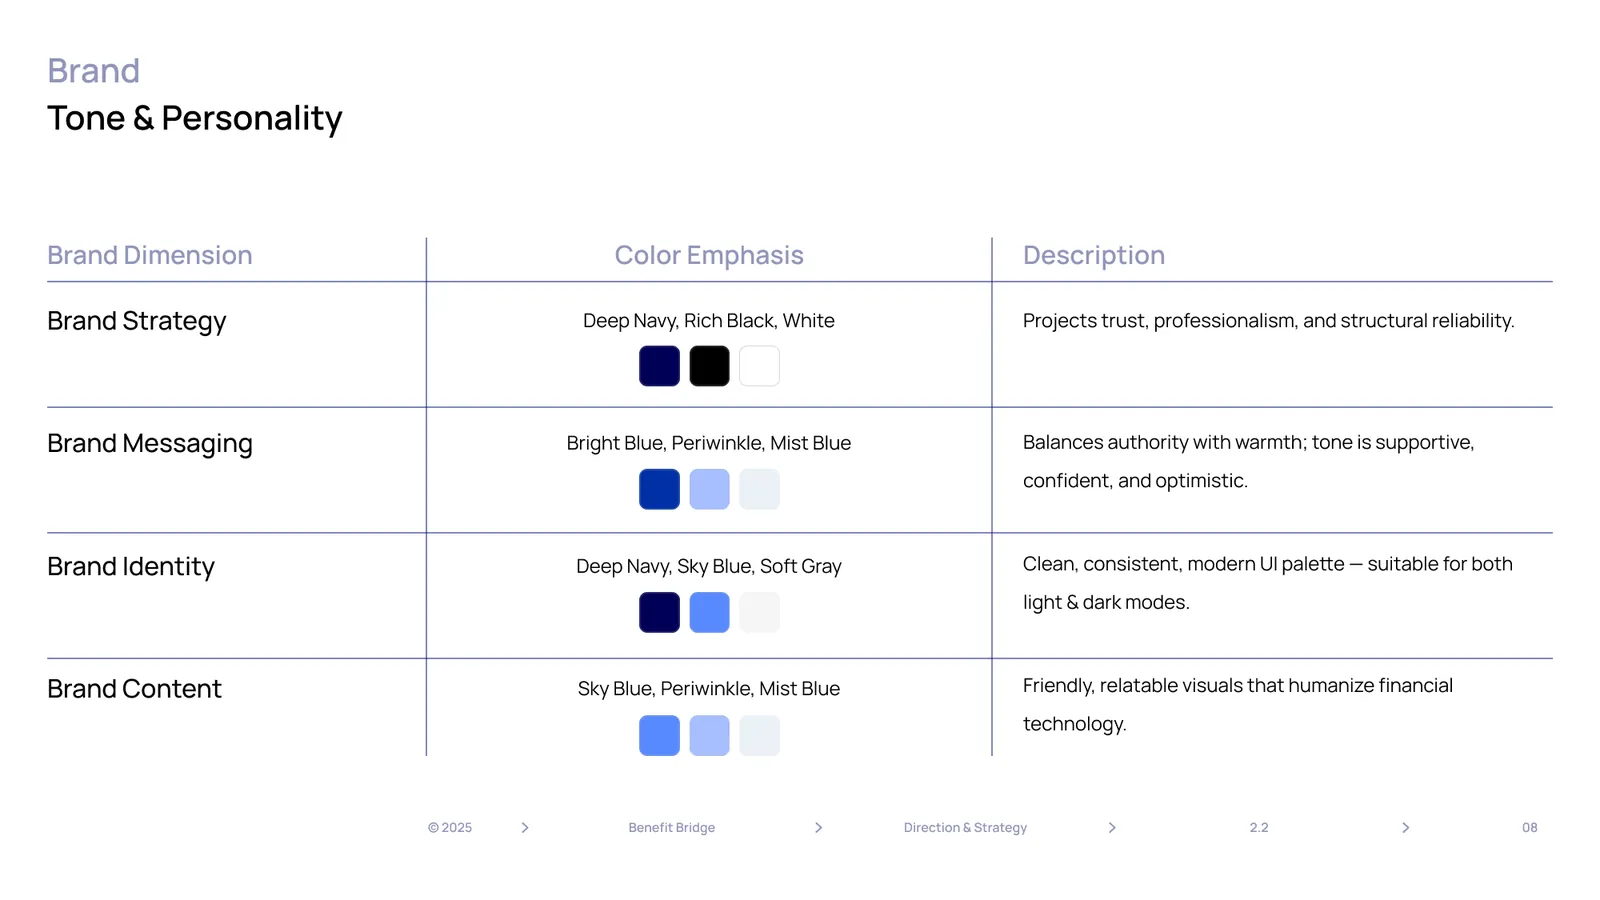 Brand
Tone & Personality
Brand Dimension
Color Emphasis
Description
Brand Strategy
Deep Navy, Rich Black, White
Projects trust, professionalism, and structural reliability.
Brand Messaging
Bright Blue, Periwinkle, Mist Blue
Balances authority with warmth; tone is supportive,
confident, and optimistic.
Brand Identity
Deep Navy, Sky Blue, Soft Gray
Clean, consistent, modern UI palette — suitable for both
light & dark modes.
Brand Content
Sky Blue, Periwinkle, Mist Blue
Friendly, relatable visuals that humanize financial
technology.
© 2025 > Benefit Bridge > Direction & Strategy > 2.2 > 08